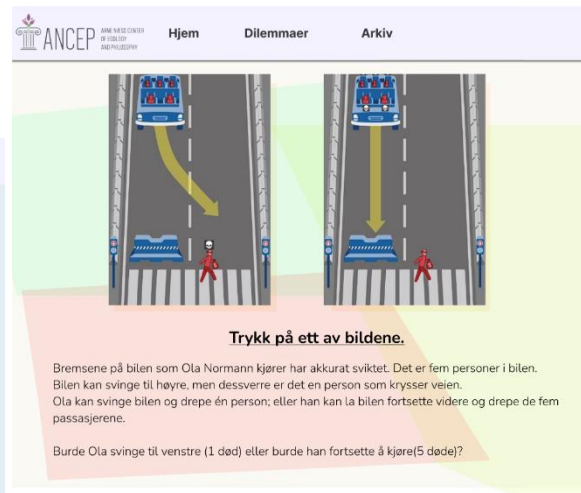 ANCEP
ARNE NÆSS CENTER
OF ECOLOGY
AND PHILOSOPHY
Hjem Dilemmaer Arkiv
Trykk på ett av bildene.
Bremsene på bilen som Ola Normann kjører har akkurat sviktet. Det er fem personer i bilen.
Bilen kan svinge til høyre, men dessverre er det en person som krysser veien.
Ola kan svinge bilen og drepe én person; eller han kan la bilen fortsette videre og drepe de fem
passasjerene.
Burde Ola svinge til venstre (1 død) eller burde han fortsette å kjøre(5 døde)?